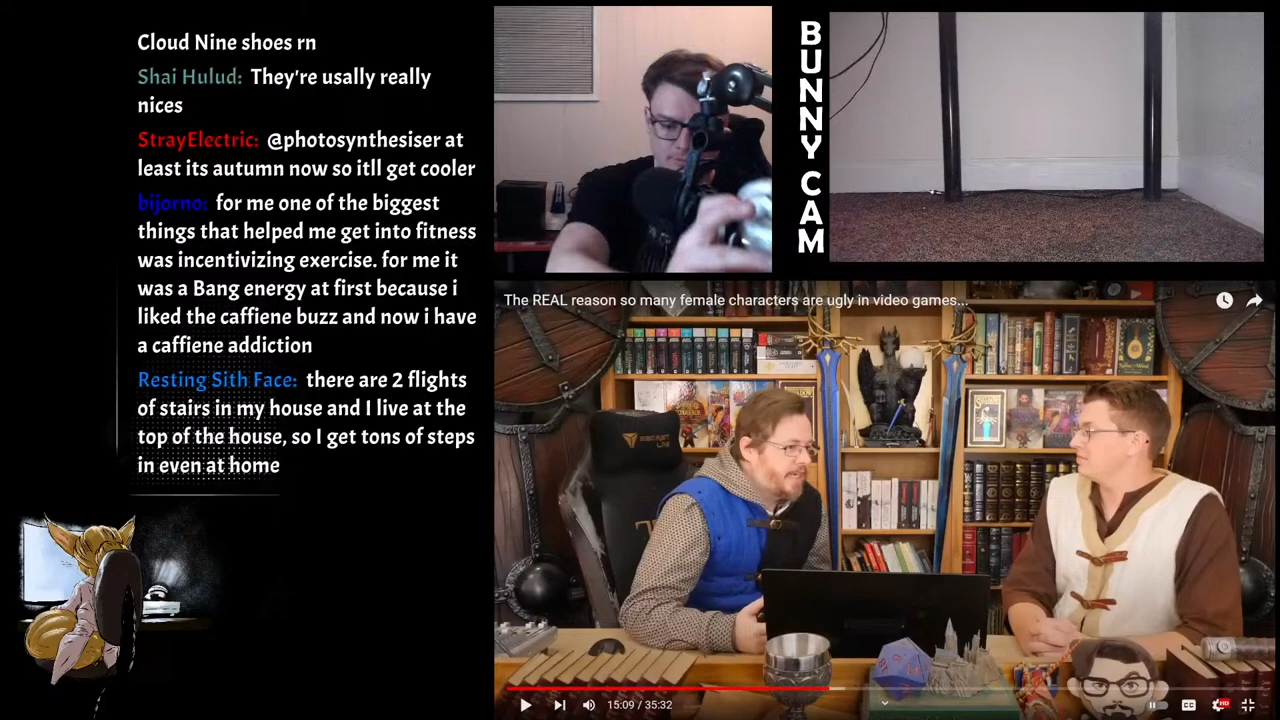 Cloud Nine shoes rn
Shai Hulud: They're usally really
nices
StrayElectric: @photosynthesiser at
least its autumn now so itll get cooler
bijorno: for me one of the biggest
things that helped me get into fitness
was incentivizing exercise. for me it
was a Bang energy at first because i
liked the caffiene buzz and now i have
a caffiene addiction
Resting Sith Face: there are 2 flights
of stairs in my house and I live at the
top of the house, so I get tons of steps
in even at home
BUNNY CAM
The REAL reason so many female characters are ugly in video games...
SECRET LAB
15:09 / 35:32
CC
HD